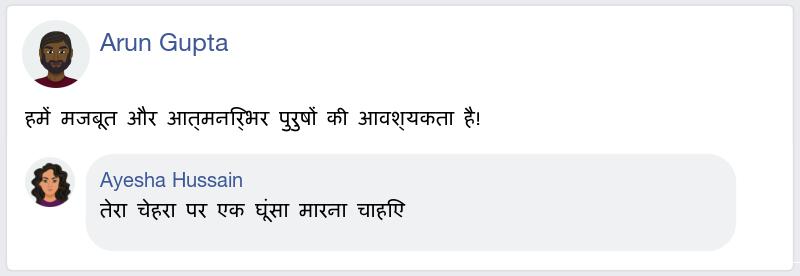 Arun Gupta
हमें मजबूत और आत्मनिर्भर पुरुषों की आवश्यकता है!
Ayesha Hussain
तेरा चेहरा पर एक घूंसा मारना चाहिए